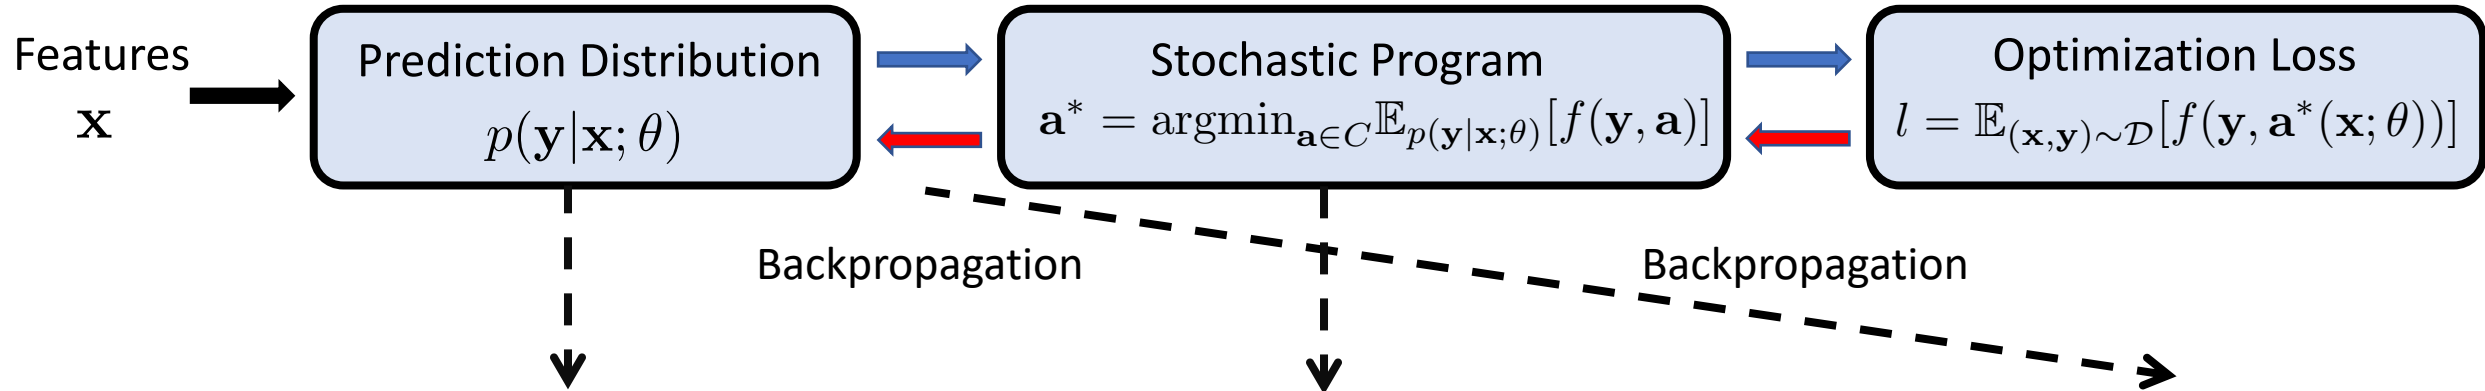 Features
x
Prediction Distribution
p(y|x; θ)
Stochastic Program
a* = argmin_{a∈C} 𝔼_{p(y|x;θ)}[f(y, a)]
Optimization Loss
l = 𝔼_{(x,y)∼𝒟}[f(y, a*(x; θ))]
Backpropagation
Backpropagation